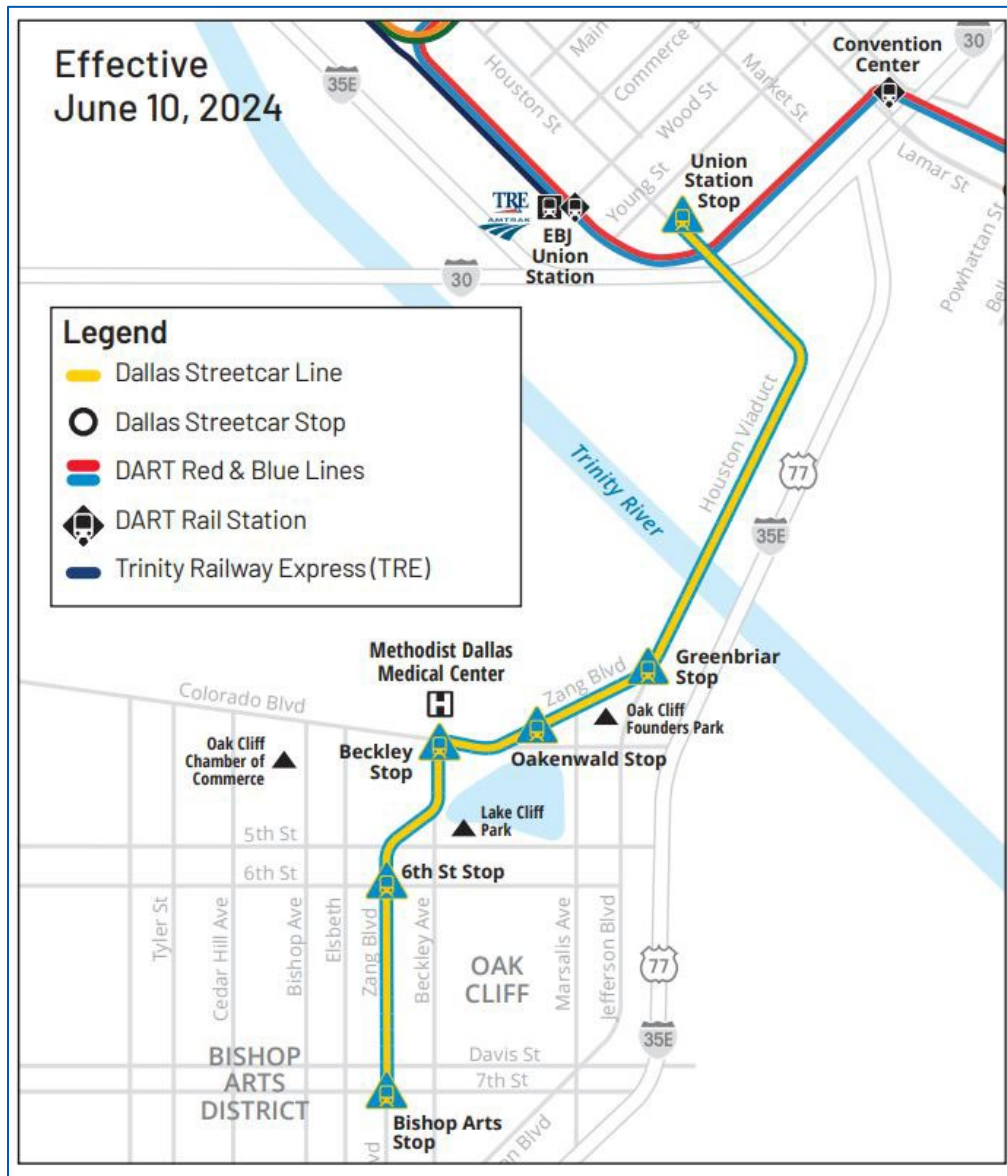 Effective
June 10, 2024
35E
Houston St
Main
Commerce
Wood St
Market St
Convention
Center
30
Lamar St
Young St
Union
Station
Stop
TRE
AMTRAK
EBJ
Union
Station
30
Powhattan St
Legend
Dallas Streetcar Line
Dallas Streetcar Stop
DART Red & Blue Lines
DART Rail Station
Trinity Railway Express (TRE)
Trinity River
Houston Viaduct
77
35E
Methodist Dallas
Medical Center
H
Colorado Blvd
Zang Blvd
Greenbriar
Stop
Oak Cliff
Founders Park
Oak Cliff
Chamber of
Commerce
Beckley
Stop
Oakenwald Stop
Lake Cliff
Park
5th St
6th St
6th St Stop
Tyler St
Cedar Hill Ave
Bishop Ave
Elsbeth
Zang Blvd
Beckley Ave
OAK
CLIFF
Marsalis Ave
Jefferson Blvd
77
35E
BISHOP
ARTS
DISTRICT
Davis St
7th St
Bishop Arts
Stop
Blvd